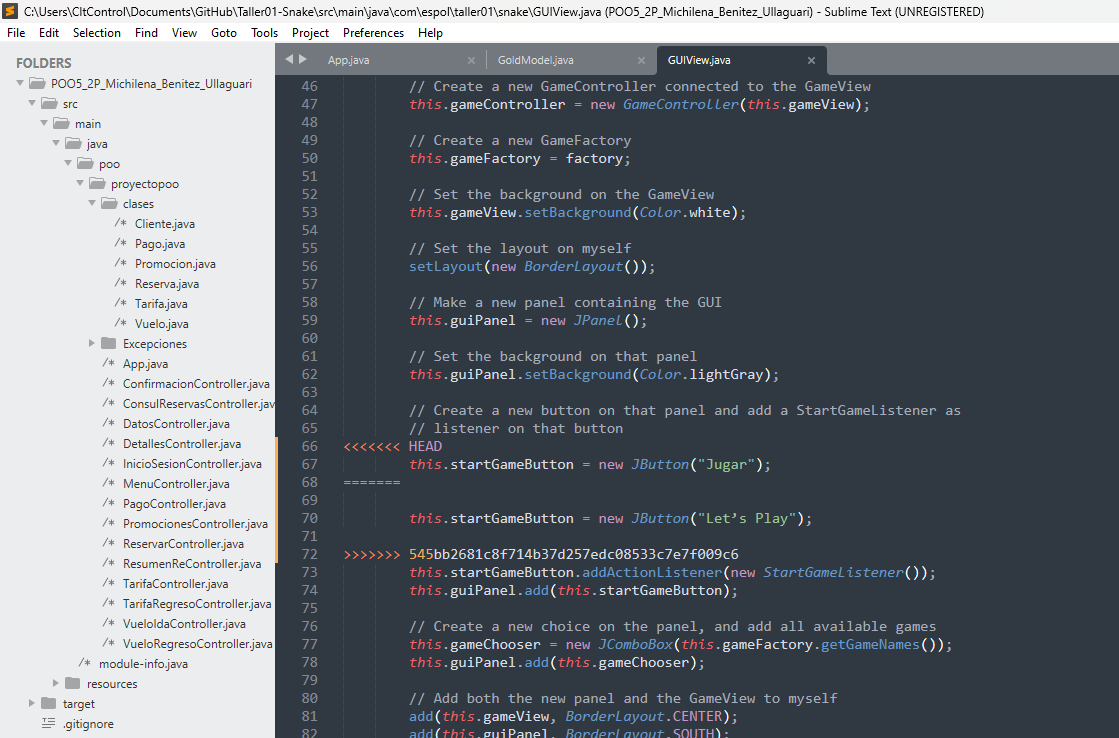 C:\Users\CltControl\Documents\GitHub\Taller01-Snake\src\main\java\com\espol\taller01\snake\GUIView.java (POO5_2P_Michilena_Benitez_Ullaguari) - Sublime Text (UNREGISTERED)
File Edit Selection Find View Goto Tools Project Preferences Help
FOLDERS
POO5_2P_Michilena_Benitez_Ullaguari
src
main
java
poo
proyectopoo
clases
/* Cliente.java
/* Pago.java
/* Promocion.java
/* Reserva.java
/* Tarifa.java
/* Vuelo.java
Excepciones
/* App.java
/* ConfirmacionController.java
/* ConsulReservasController.jav
/* DatosController.java
/* DetallesController.java
/* InicioSesionController.java
/* MenuController.java
/* PagoController.java
/* PromocionesController.java
/* ReservarController.java
/* ResumenReController.java
/* TarifaController.java
/* TarifaRegresoController.java
/* VueloIdaController.java
/* VueloRegresoController.java
/* module-info.java
resources
target
.gitignore
App.java × GoldModel.java × GUIView.java ×
46 // Create a new GameController connected to the GameView
47 this.gameController = new GameController(this.gameView);
48
49 // Create a new GameFactory
50 this.gameFactory = factory;
51
52 // Set the background on the GameView
53 this.gameView.setBackground(Color.white);
54
55 // Set the layout on myself
56 setLayout(new BorderLayout());
57
58 // Make a new panel containing the GUI
59 this.guiPanel = new JPanel();
60
61 // Set the background on that panel
62 this.guiPanel.setBackground(Color.lightGray);
63
64 // Create a new button on that panel and add a StartGameListener as
65 // listener on that button
66 <<<<<<< HEAD
67 this.startGameButton = new JButton("Jugar");
68 =======
69
70 this.startGameButton = new JButton("Let’s Play");
71
72 >>>>>>> 545bb2681c8f714b37d257edc08533c7e7f009c6
73 this.startGameButton.addActionListener(new StartGameListener());
74 this.guiPanel.add(this.startGameButton);
75
76 // Create a new choice on the panel, and add all available games
77 this.gameChooser = new JComboBox(this.gameFactory.getGameNames());
78 this.guiPanel.add(this.gameChooser);
79
80 // Add both the new panel and the GameView to myself
81 add(this.gameView, BorderLayout.CENTER);
82 add(this.guiPanel, BorderLayout.SOUTH);